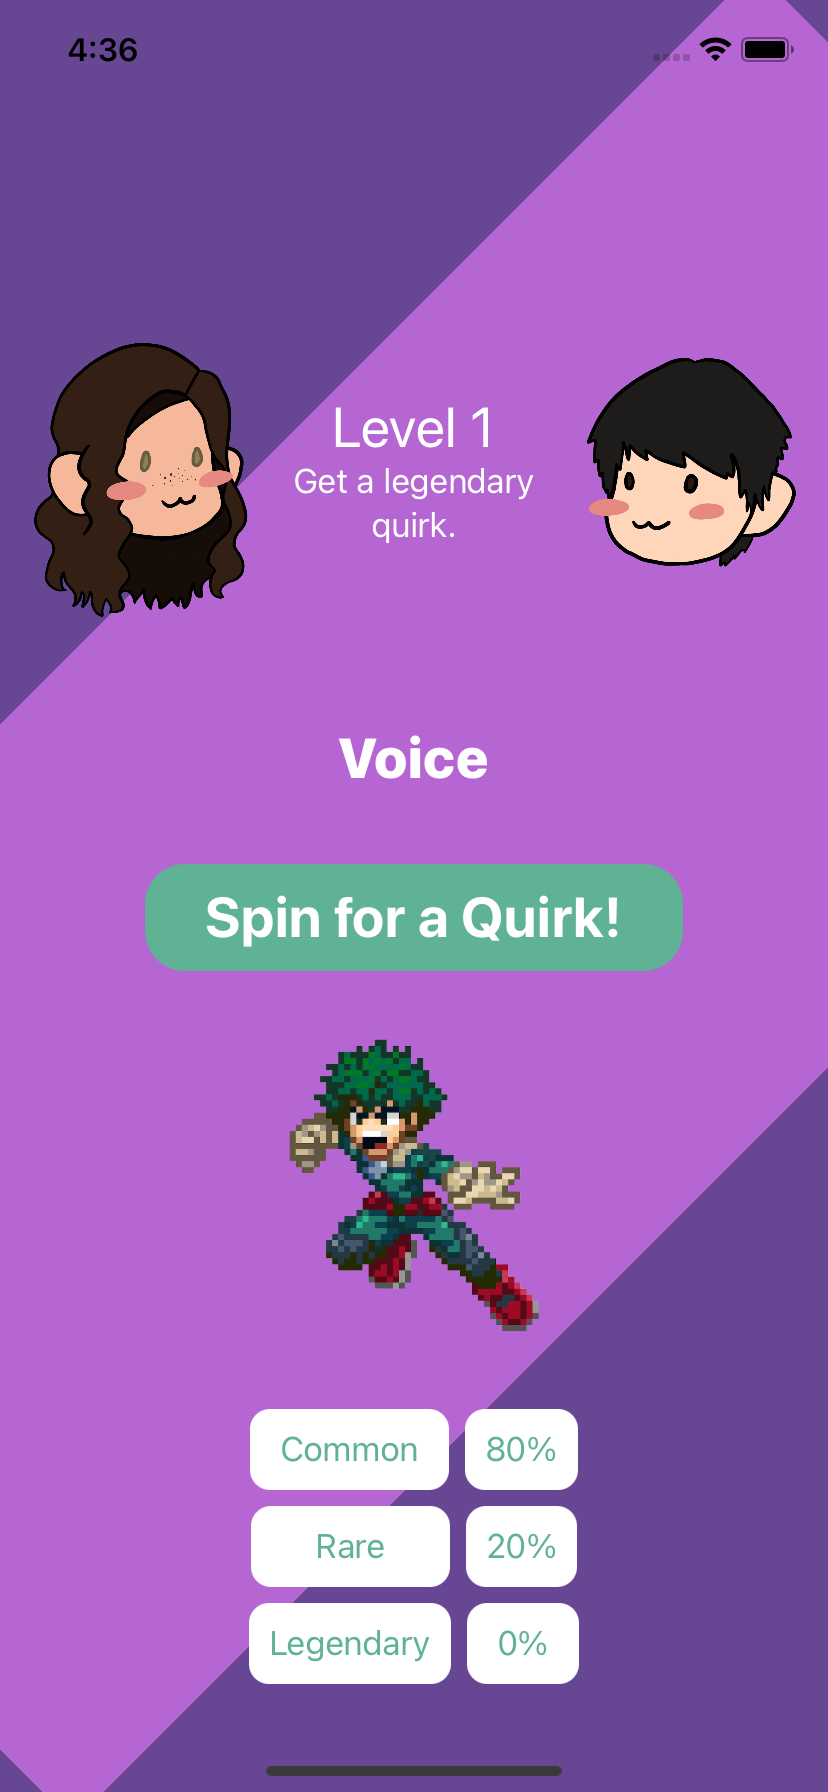 4:36
Level 1
Get a legendary
quirk.
Voice
Spin for a Quirk!
Common 80%
Rare 20%
Legendary 0%